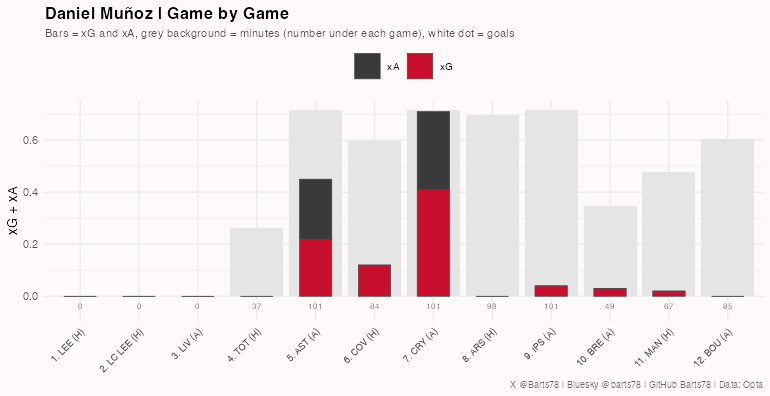 Daniel Muñoz | Game by Game
Bars = xG and xA, grey background = minutes (number under each game), white dot = goals
xA xG
xG + xA
0.6
0.4
0.2
0.0
0 0 0 37 101 84 101 98 101 49 67 85
1. LEE (H)
2. LC LEE (H)
3. LIV (A)
4. TOT (H)
5. AST (A)
6. COV (H)
7. CRY (A)
8. ARS (H)
9. IPS (A)
10. BRE (A)
11. MAN (H)
12. BOU (A)
X @Barts78 | Bluesky @barts78 | GitHub Barts78 | Data: Opta